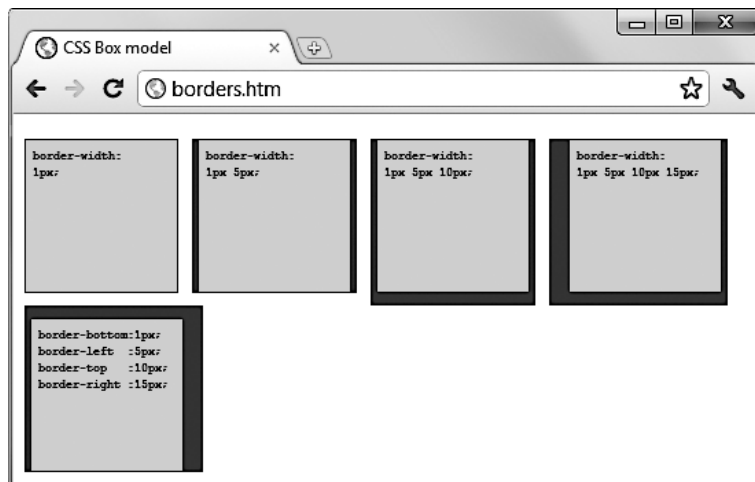 CSS Box model
borders.htm
border-width:
1px;
border-width:
1px 5px;
border-width:
1px 5px 10px;
border-width:
1px 5px 10px 15px;
border-bottom:1px;
border-left  :5px;
border-top   :10px;
border-right :15px;